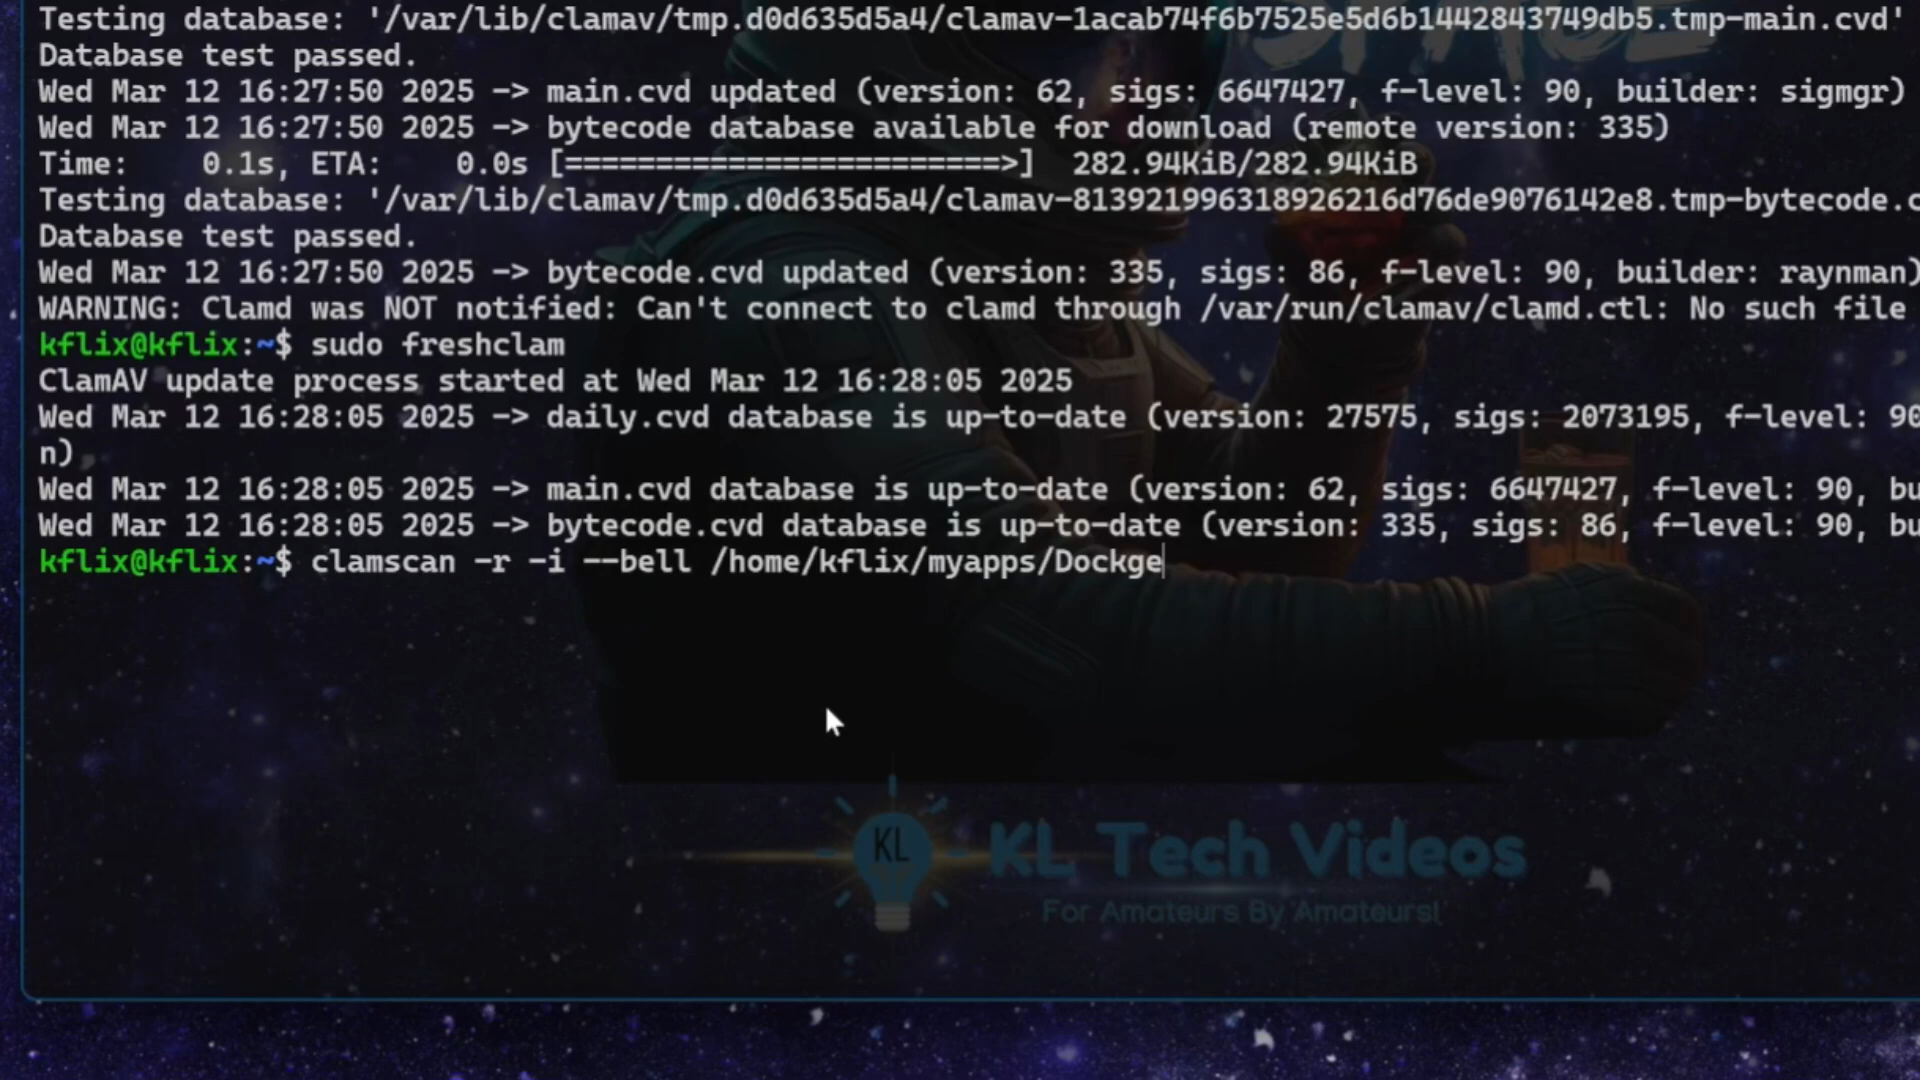 Testing database: '/var/lib/clamav/tmp.d0d635d5a4/clamav-1acab74f6b7525e5d6b1442843749db5.tmp-main.cvd'
Database test passed.
Wed Mar 12 16:27:50 2025 -> main.cvd updated (version: 62, sigs: 6647427, f-level: 90, builder: sigmgr)
Wed Mar 12 16:27:50 2025 -> bytecode database available for download (remote version: 335)
Time:    0.1s, ETA:    0.0s [========================>]  282.94KiB/282.94KiB
Testing database: '/var/lib/clamav/tmp.d0d635d5a4/clamav-813921996318926216d76de9076142e8.tmp-bytecode.c
Database test passed.
Wed Mar 12 16:27:50 2025 -> bytecode.cvd updated (version: 335, sigs: 86, f-level: 90, builder: raynman)
WARNING: Clamd was NOT notified: Can't connect to clamd through /var/run/clamav/clamd.ctl: No such file
kflix@kflix:~$ sudo freshclam
ClamAV update process started at Wed Mar 12 16:28:05 2025
Wed Mar 12 16:28:05 2025 -> daily.cvd database is up-to-date (version: 27575, sigs: 2073195, f-level: 90
n)
Wed Mar 12 16:28:05 2025 -> main.cvd database is up-to-date (version: 62, sigs: 6647427, f-level: 90, bu
Wed Mar 12 16:28:05 2025 -> bytecode.cvd database is up-to-date (version: 335, sigs: 86, f-level: 90, bu
kflix@kflix:~$ clamscan -r -i --bell /home/kflix/myapps/Dockge
KL KL Tech Videos
For Amateurs By Amateurs!